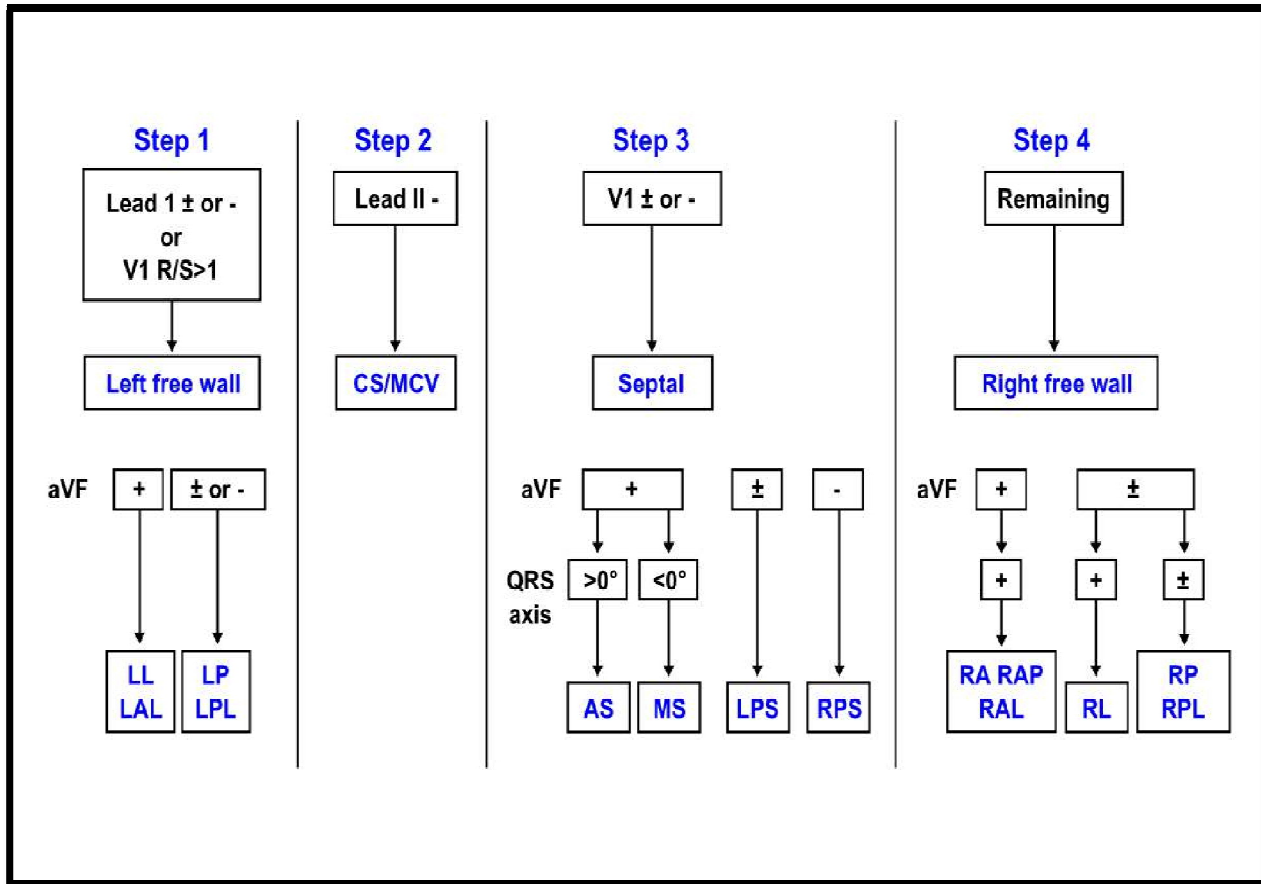 Step 1
Step 2
Step 3
Step 4
Lead 1 ± or -
or
V1 R/S>1
Lead II -
V1 ± or -
Remaining
Left free wall
CS/MCV
Septal
Right free wall
aVF + ± or -
aVF + ± -
aVF + ±
QRS axis >0° <0°
+ + ±
LL
LAL
LP
LPL
AS
MS
LPS
RPS
RA RAP
RAL
RL
RP
RPL